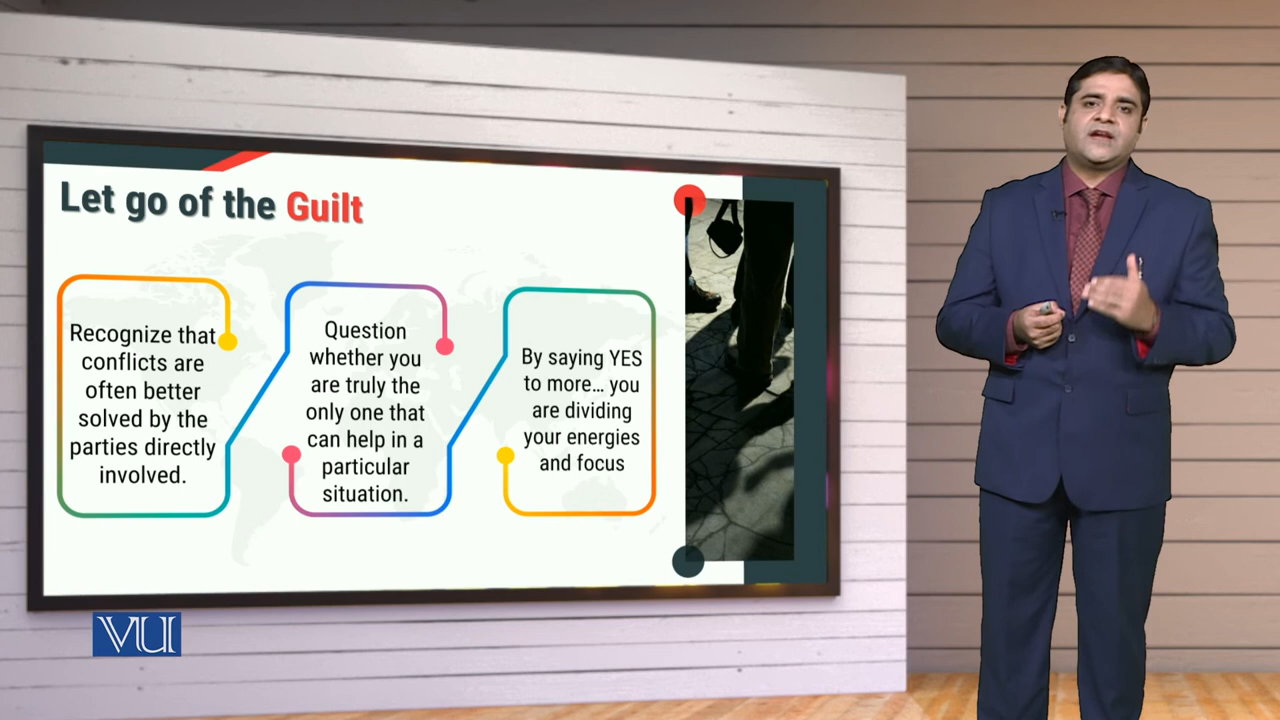 Let go of the Guilt
Recognize that
conflicts are
often better
solved by the
parties directly
involved.
Question
whether you
are truly the
only one that
can help in a
particular
situation.
By saying YES
to more... you
are dividing
your energies
and focus
VU